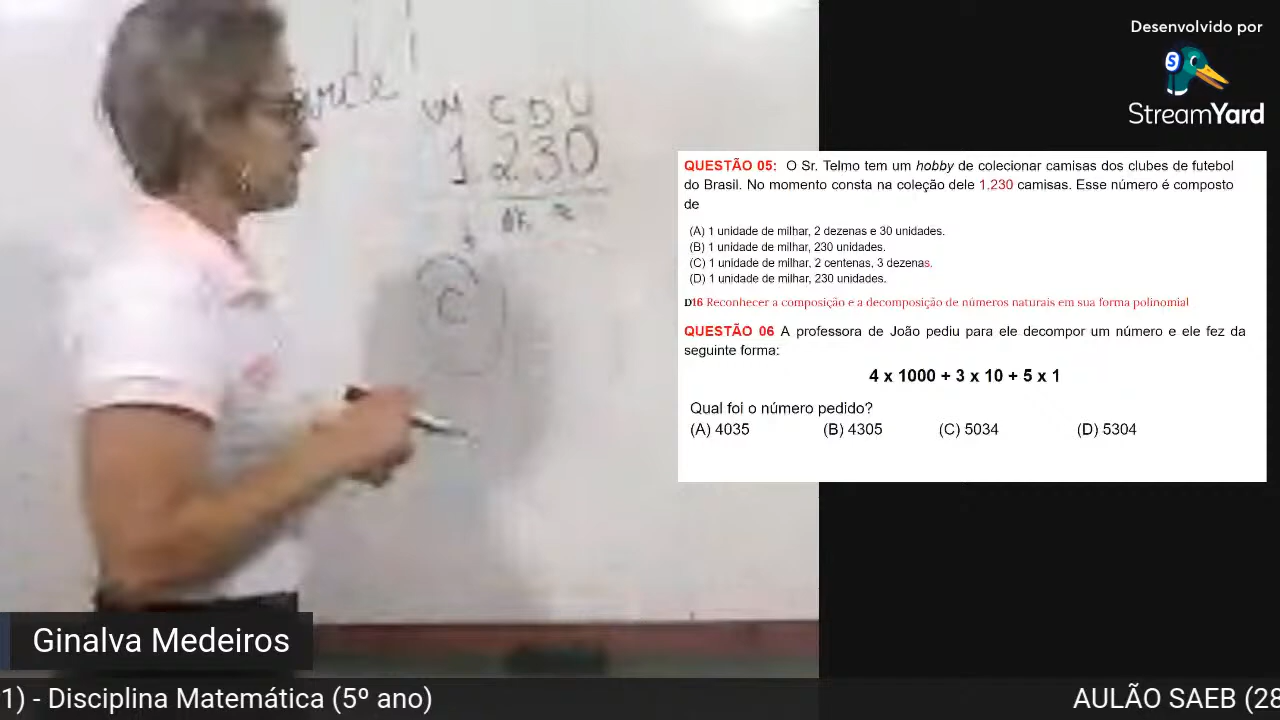 Desenvolvido por
StreamYard
C D U
1 230
C
QUESTÃO 05: O Sr. Telmo tem um hobby de colecionar camisas dos clubes de futebol
do Brasil. No momento consta na coleção dele 1.230 camisas. Esse número é composto
de
(A) 1 unidade de milhar, 2 dezenas e 30 unidades.
(B) 1 unidade de milhar, 230 unidades.
(C) 1 unidade de milhar, 2 centenas, 3 dezenas.
(D) 1 unidade de milhar, 230 unidades.
D16 Reconhecer a composição e a decomposição de números naturais em sua forma polinomial
QUESTÃO 06 A professora de João pediu para ele decompor um número e ele fez da
seguinte forma:
4 x 1000 + 3 x 10 + 5 x 1
Qual foi o número pedido?
(A) 4035 (B) 4305 (C) 5034 (D) 5304
Ginalva Medeiros
1) - Disciplina Matemática (5º ano) AULÃO SAEB (28